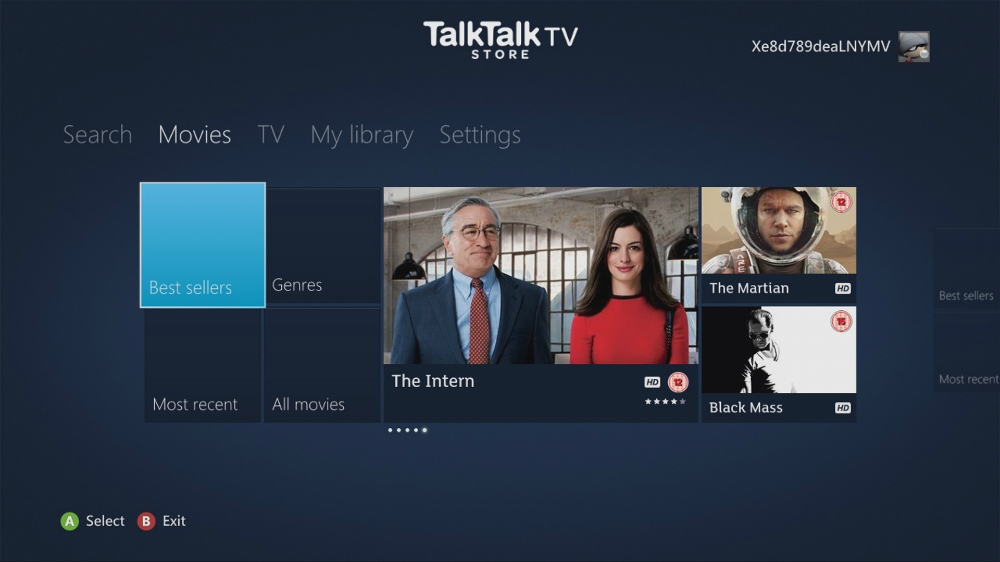 TalkTalk TV
STORE
Xe8d789deaLNYMV
Search Movies TV My library Settings
Best sellers
Genres
Most recent
All movies
The Intern
HD
12
12
The Martian
HD
15
Black Mass
HD
Best sellers
Most recent
A Select B Exit